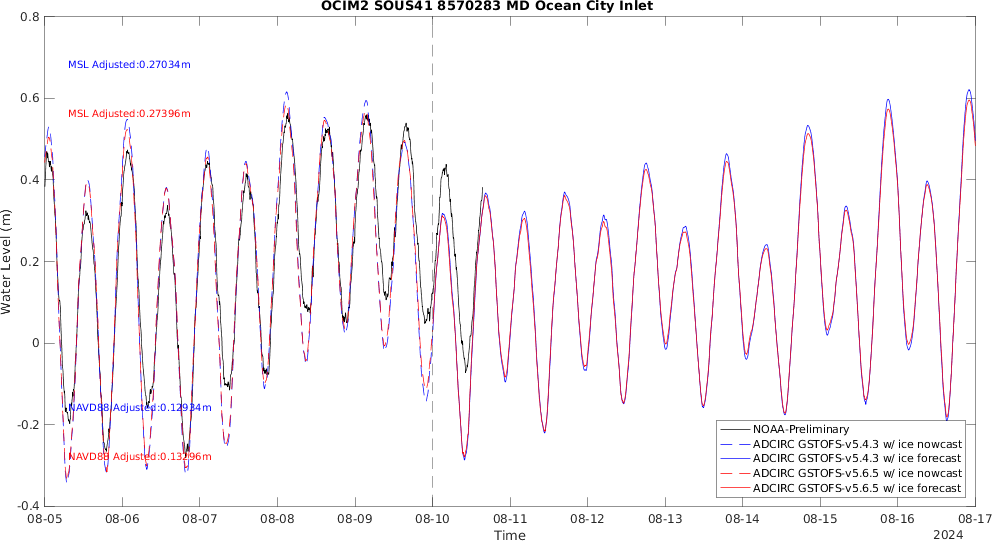 OCIM2 SOUS41 8570283 MD Ocean City Inlet
0.8
0.6
0.4
0.2
0
-0.2
-0.4
Water Level (m)
MSL Adjusted:0.27034m
MSL Adjusted:0.27396m
NAVD88 Adjusted:0.12934m
NAVD88 Adjusted:0.13296m
NOAA-Preliminary
ADCIRC GSTOFS-v5.4.3 w/ ice nowcast
ADCIRC GSTOFS-v5.4.3 w/ ice forecast
ADCIRC GSTOFS-v5.6.5 w/ ice nowcast
ADCIRC GSTOFS-v5.6.5 w/ ice forecast
08-05 08-06 08-07 08-08 08-09 08-10 08-11 08-12 08-13 08-14 08-15 08-16 08-17
Time
2024